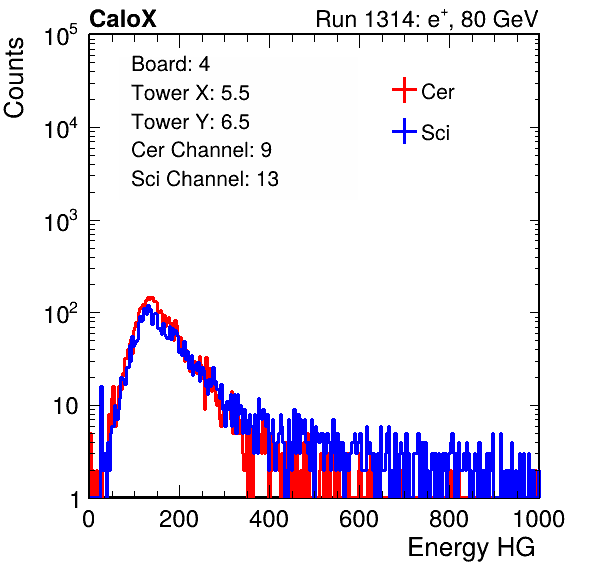 CaloX Run 1314: e⁺, 80 GeV
Counts
Board: 4
Tower X: 5.5
Tower Y: 6.5
Cer Channel: 9
Sci Channel: 13
Cer
Sci
10⁵
10⁴
10³
10²
10
1
0 200 400 600 800 1000
Energy HG